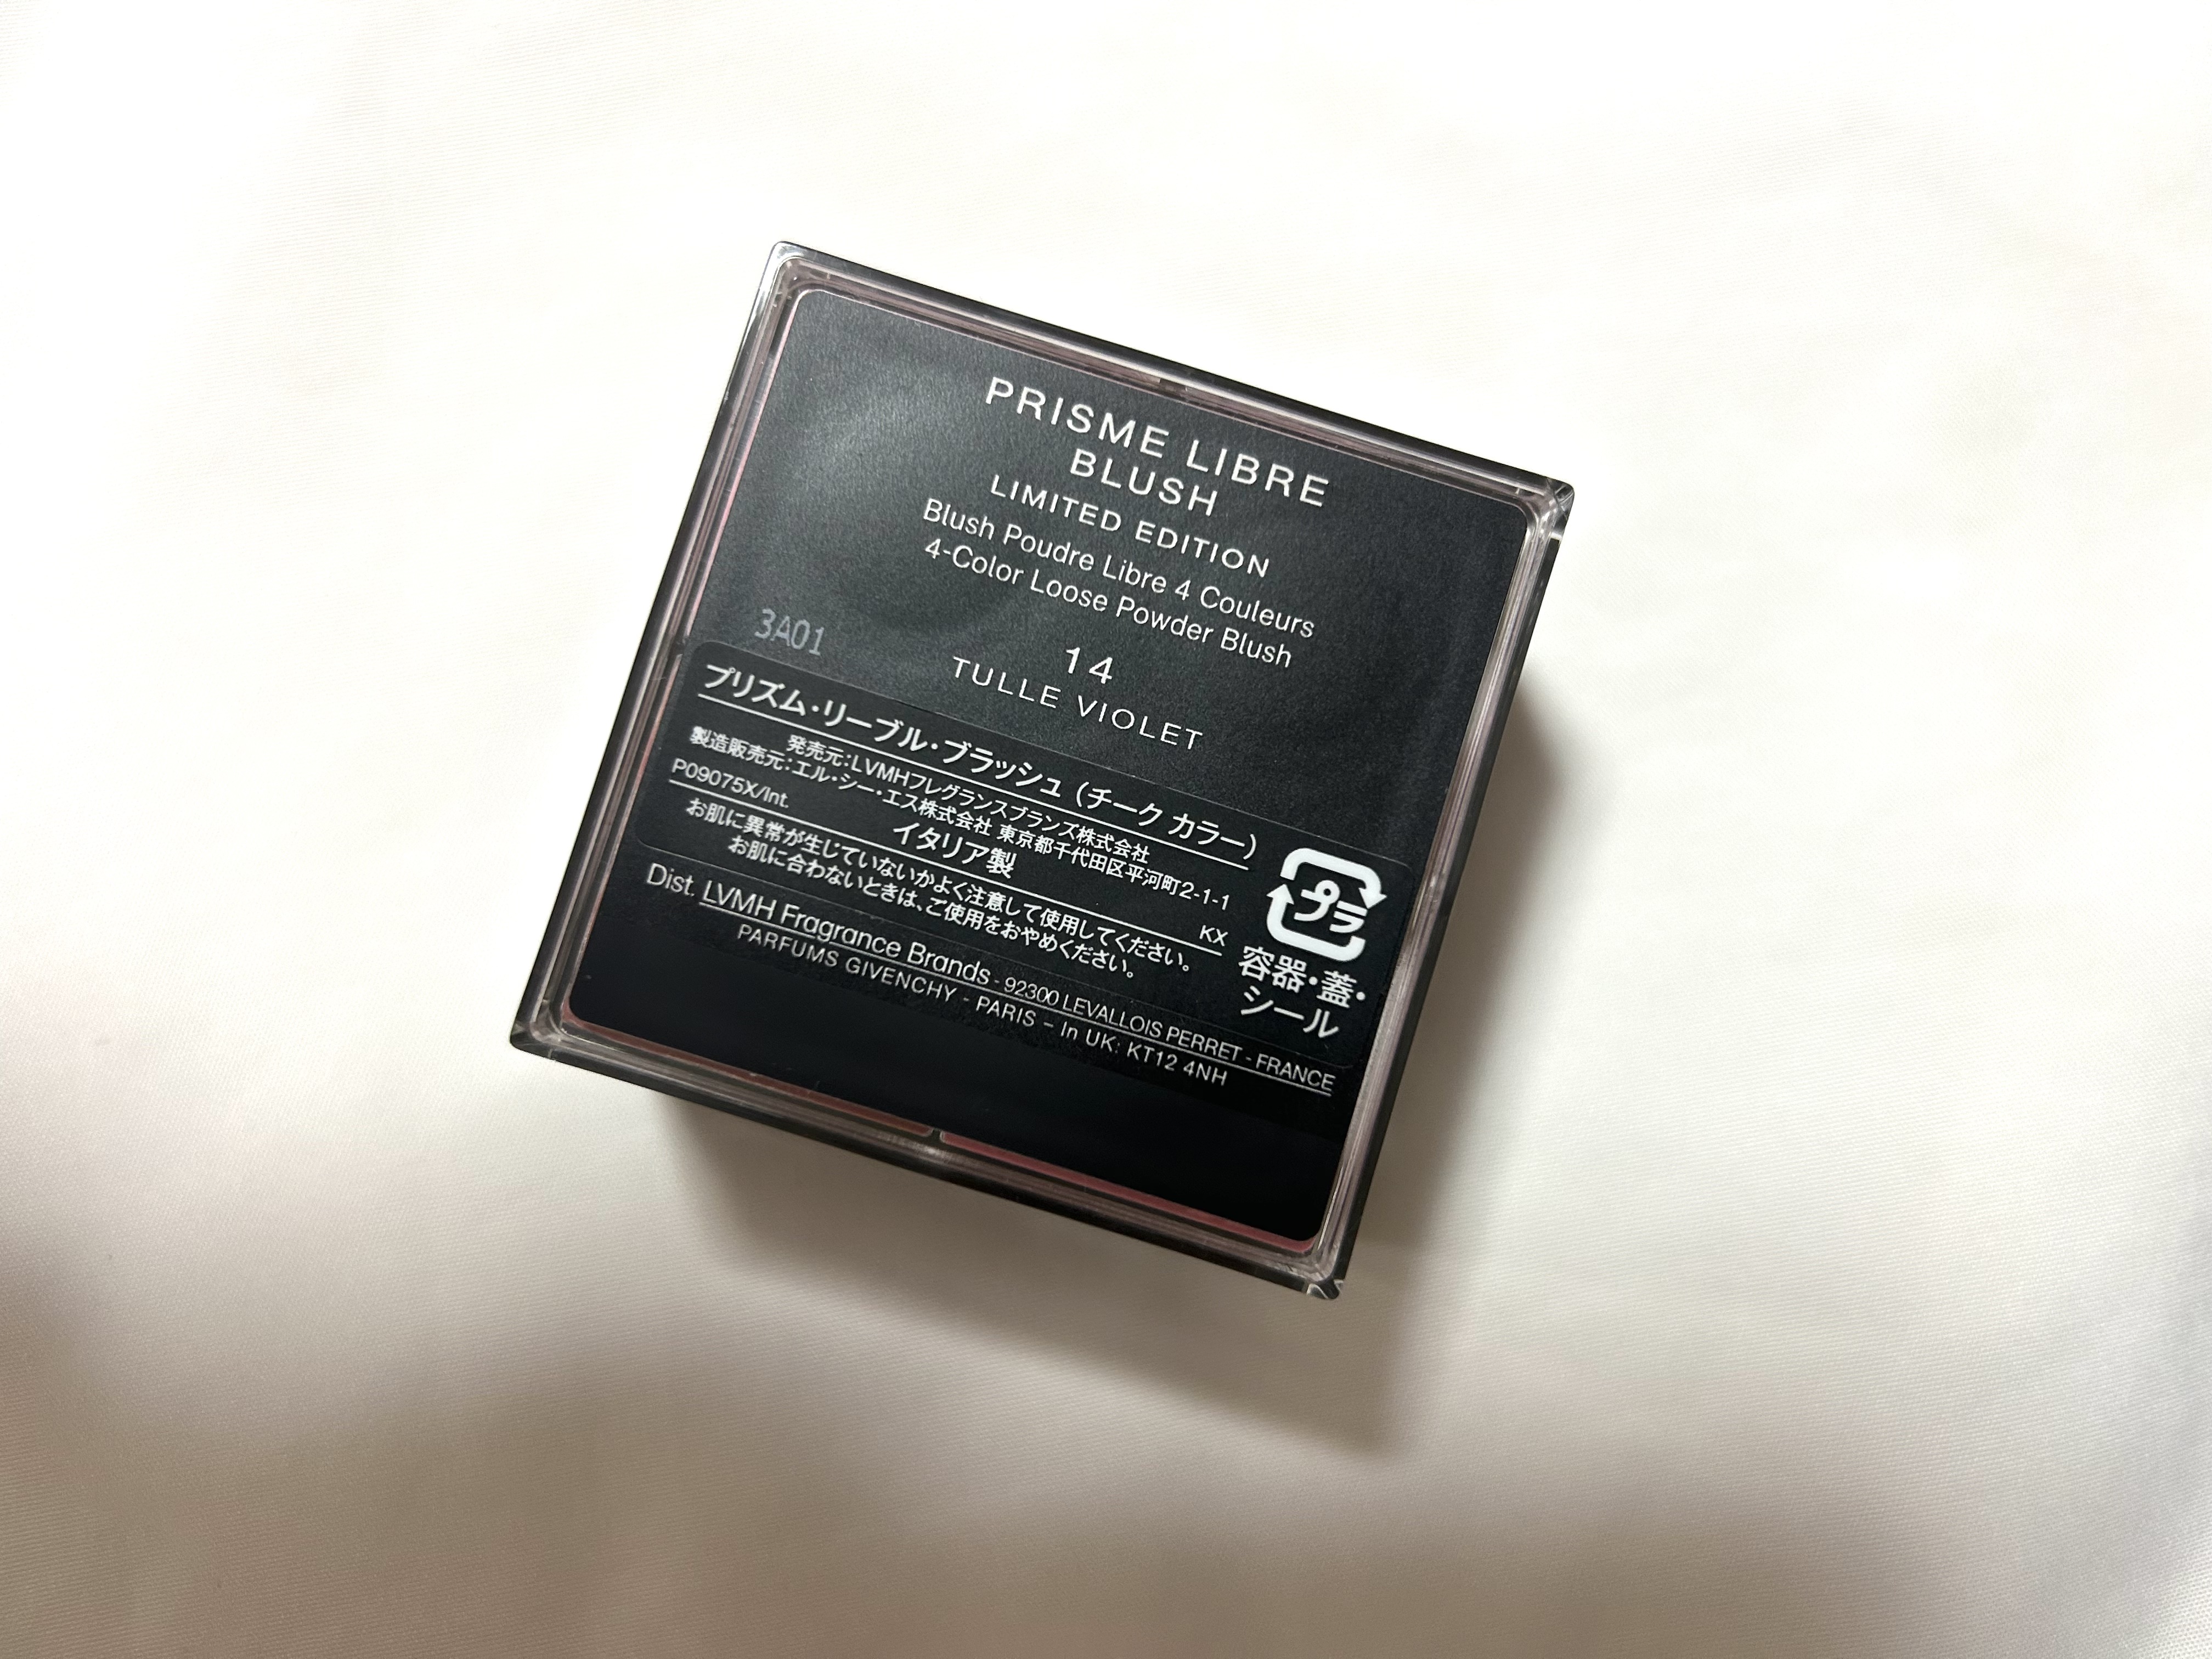 PRISME LIBRE
BLUSH
LIMITED EDITION
Blush Poudre Libre 4 Couleurs
4-Color Loose Powder Blush
14
TULLE VIOLET
3A01
プリズム・リーブル・ブラッシュ（チーク カラー）
発売元：LVMHフレグランスブランズ株式会社
製造販売元：エル・シー・エス株式会社 東京都千代田区平河町2-1-1
P09075X/Int.
イタリア製
KX
お肌に異常が生じていないかよく注意して使用してください。
お肌に合わないときは、ご使用をおやめください。
プラ
容器・蓋・
シール
Dist. LVMH Fragrance Brands - 92300 LEVALLOIS PERRET - FRANCE
PARFUMS GIVENCHY - PARIS - In UK: KT12 4NH